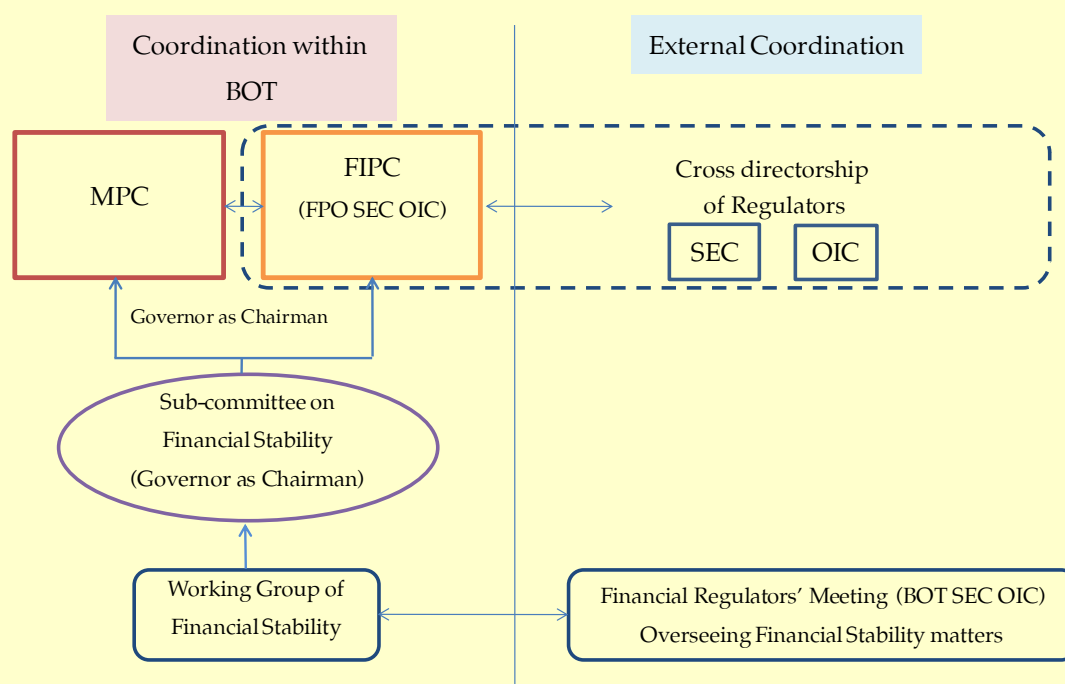 Coordination within
BOT
External Coordination
MPC
FIPC
(FPO SEC OIC)
Cross directorship
of Regulators
SEC
OIC
Governor as Chairman
Sub-committee on
Financial Stability
(Governor as Chairman)
Working Group of
Financial Stability
Financial Regulators’ Meeting (BOT SEC OIC)
Overseeing Financial Stability matters